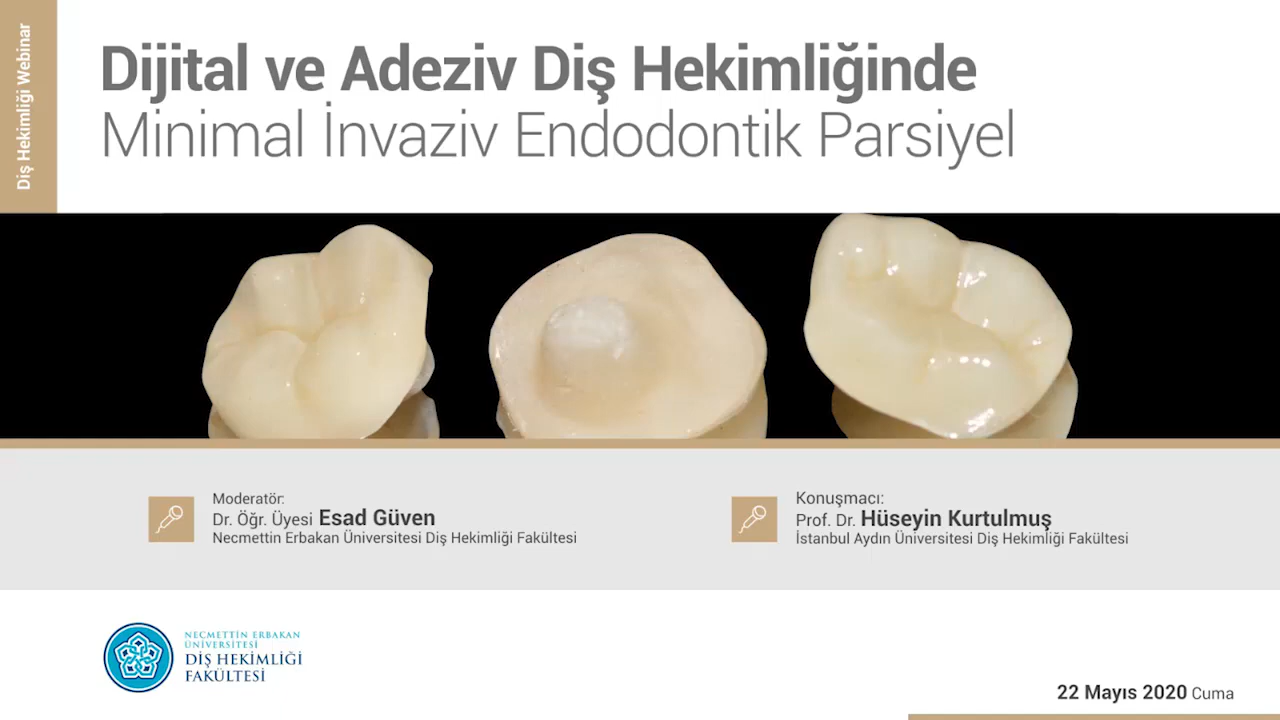 Diş Hekimliği Webinar
Dijital ve Adeziv Diş Hekimliğinde
Minimal İnvaziv Endodontik Parsiyel
Moderatör:
Dr. Öğr. Üyesi Esad Güven
Necmettin Erbakan Üniversitesi Diş Hekimliği Fakültesi
Konuşmacı:
Prof. Dr. Hüseyin Kurtulmuş
İstanbul Aydın Üniversitesi Diş Hekimliği Fakültesi
NECMETTİN ERBAKAN
ÜNİVERSİTESİ
DİŞ HEKİMLİĞİ
FAKÜLTESİ
22 Mayıs 2020 Cuma